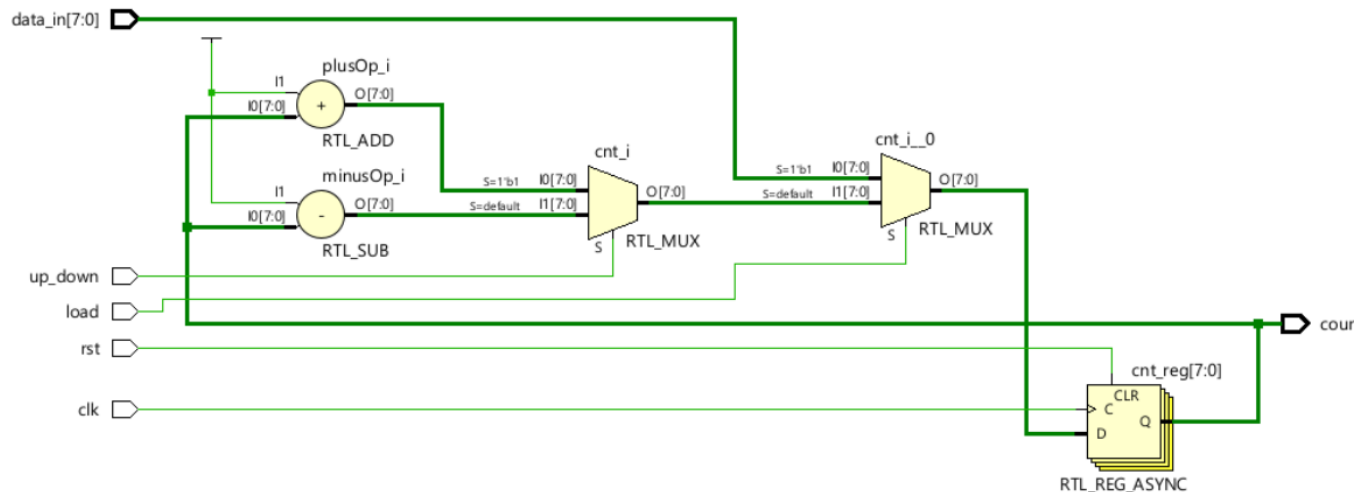 data_in[7:0]
plusOp_i
I1
I0[7:0]
O[7:0]
+
RTL_ADD
minusOp_i
I1
I0[7:0]
O[7:0]
-
RTL_SUB
cnt_i
S=1'b1
I0[7:0]
S=default
I1[7:0]
O[7:0]
S
RTL_MUX
cnt_i__0
S=1'b1
I0[7:0]
S=default
I1[7:0]
O[7:0]
S
RTL_MUX
up_down
load
rst
clk
cour
cnt_reg[7:0]
CLR
C
D
Q
RTL_REG_ASYNC